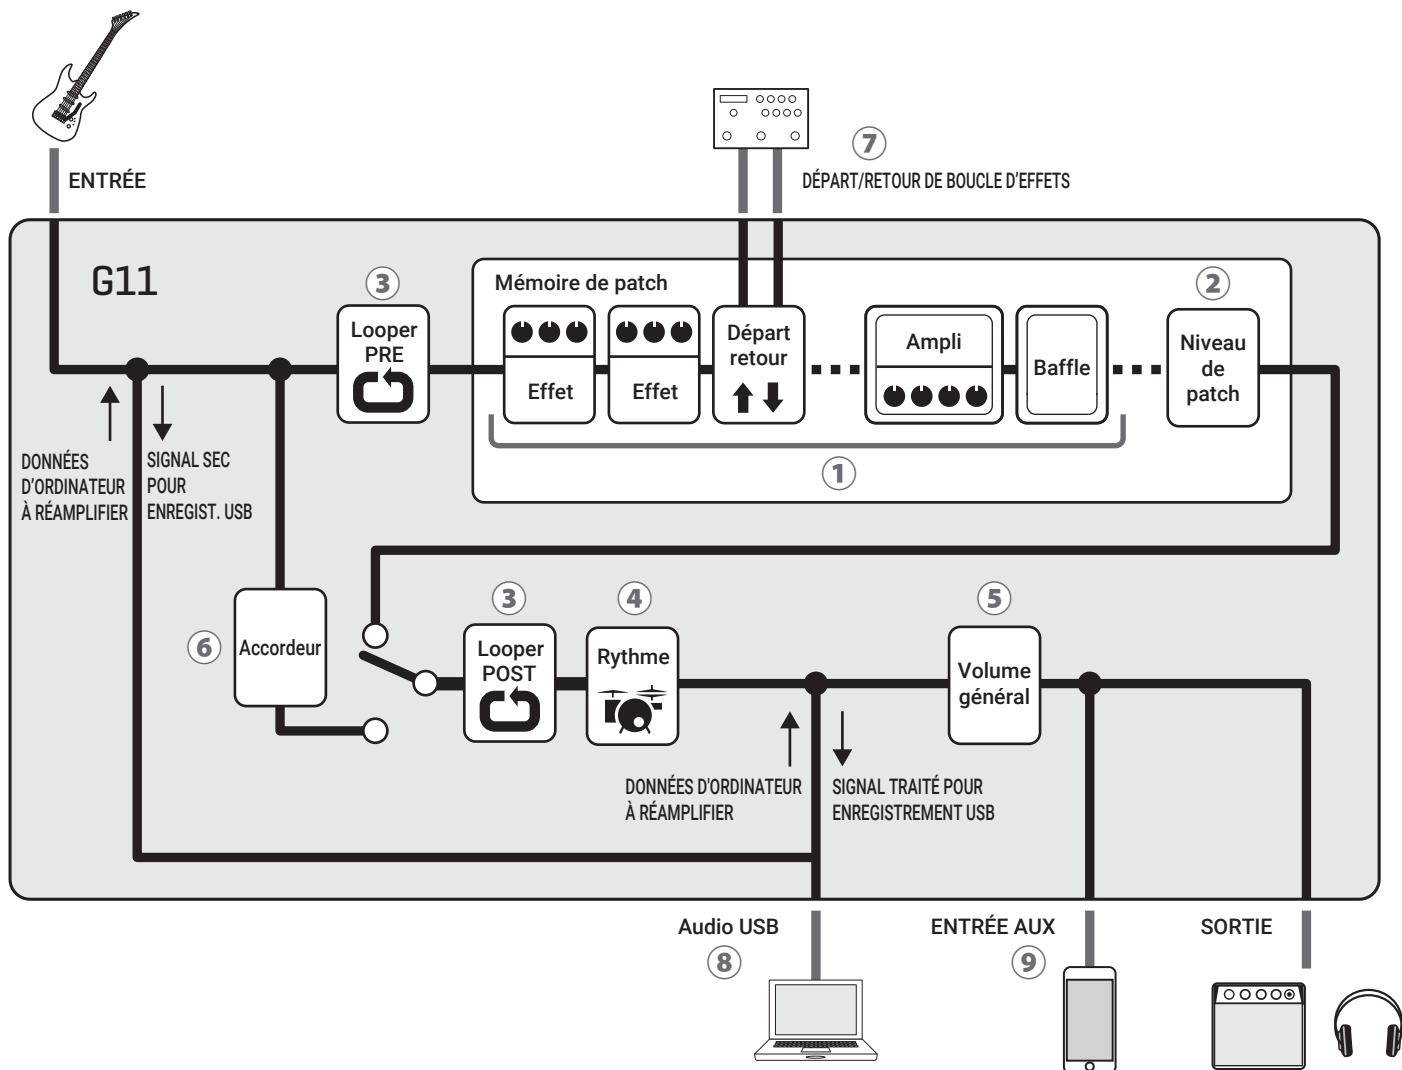 ENTRÉE
⑦
DÉPART/RETOUR DE BOUCLE D'EFFETS
G11
③
Looper
PRE
Mémoire de patch
Effet
Effet
Départ
retour
Ampli
Baffle
②
Niveau
de
patch
①
DONNÉES
D'ORDINATEUR
À RÉAMPLIFIER
SIGNAL SEC
POUR
ENREGIST. USB
⑥
Accordeur
③
Looper
POST
④
Rythme
⑤
Volume
général
DONNÉES D'ORDINATEUR
À RÉAMPLIFIER
SIGNAL TRAITÉ POUR
ENREGISTREMENT USB
Audio USB
⑧
ENTRÉE AUX
⑨
SORTIE